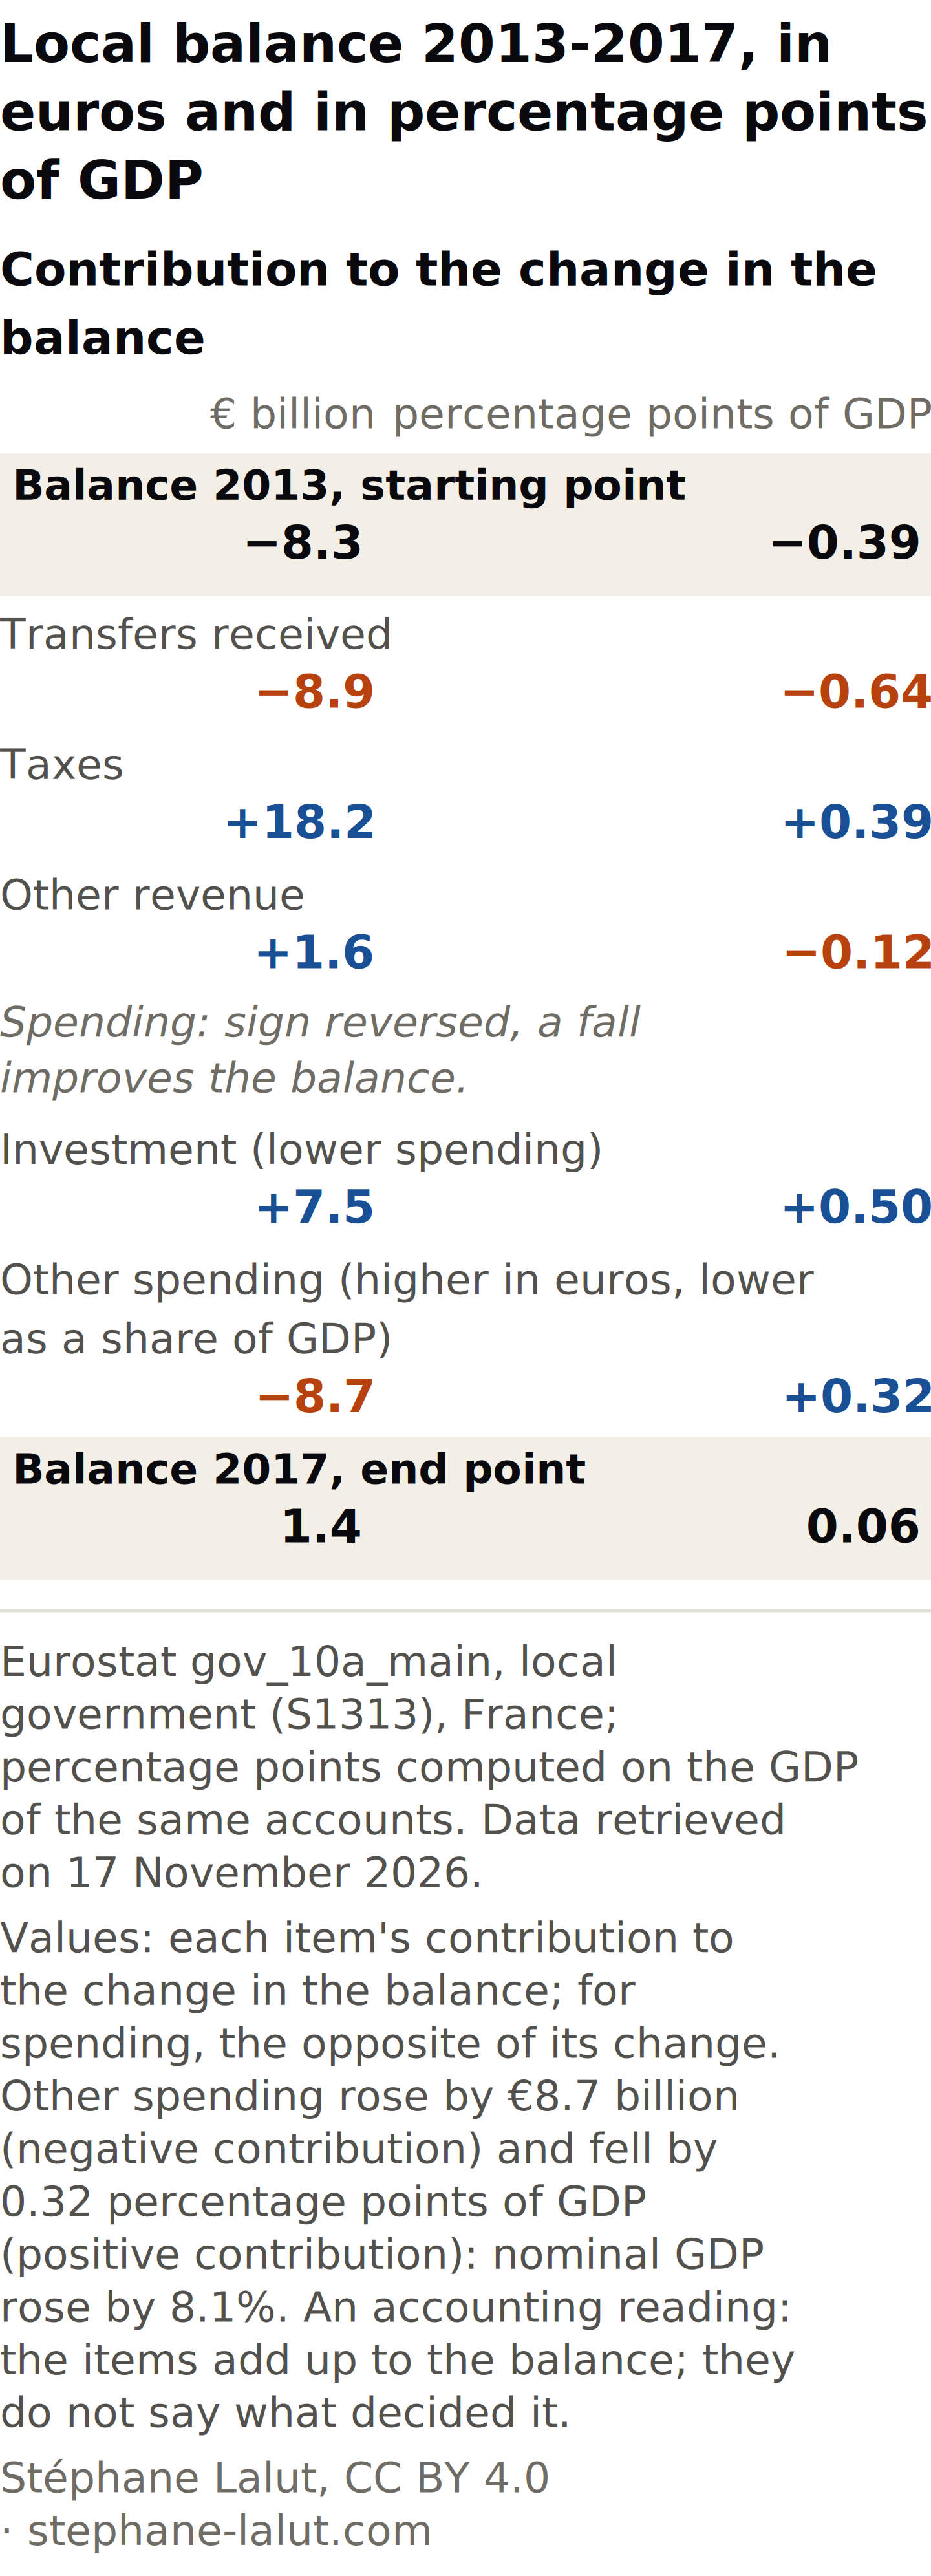 Local balance 2013-2017, in
euros and in percentage points
of GDP
Contribution to the change in the
balance
€ billion percentage points of GDP
Balance 2013, starting point
−8.3 −0.39
Transfers received
−8.9 −0.64
Taxes
+18.2 +0.39
Other revenue
+1.6 −0.12
Spending: sign reversed, a fall
improves the balance.
Investment (lower spending)
+7.5 +0.50
Other spending (higher in euros, lower
as a share of GDP)
−8.7 +0.32
Balance 2017, end point
1.4 0.06
Eurostat gov_10a_main, local
government (S1313), France;
percentage points computed on the GDP
of the same accounts. Data retrieved
on 17 November 2026.
Values: each item's contribution to
the change in the balance; for
spending, the opposite of its change.
Other spending rose by €8.7 billion
(negative contribution) and fell by
0.32 percentage points of GDP
(positive contribution): nominal GDP
rose by 8.1%. An accounting reading:
the items add up to the balance; they
do not say what decided it.
Stéphane Lalut, CC BY 4.0
· stephane-lalut.com